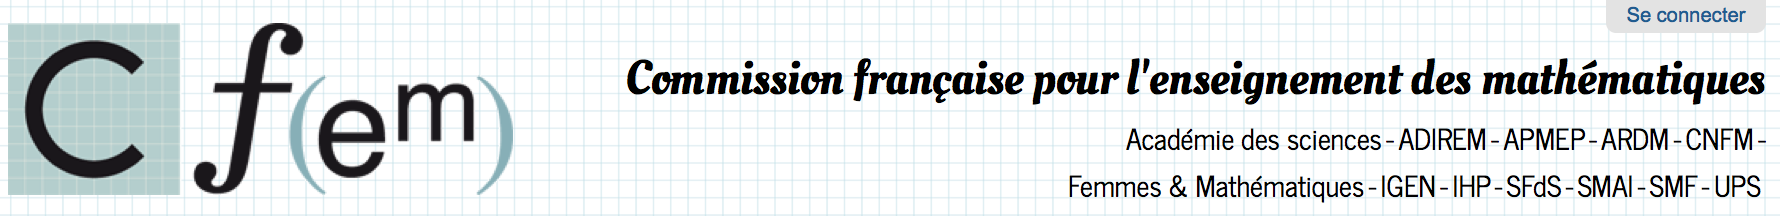 Se connecter
Cf(em)
Commission française pour l'enseignement des mathématiques
Académie des sciences - ADIREM - APMEP - ARDM - CNFM -
Femmes & Mathématiques - IGEN - IHP - SFdS - SMAI - SMF - UPS